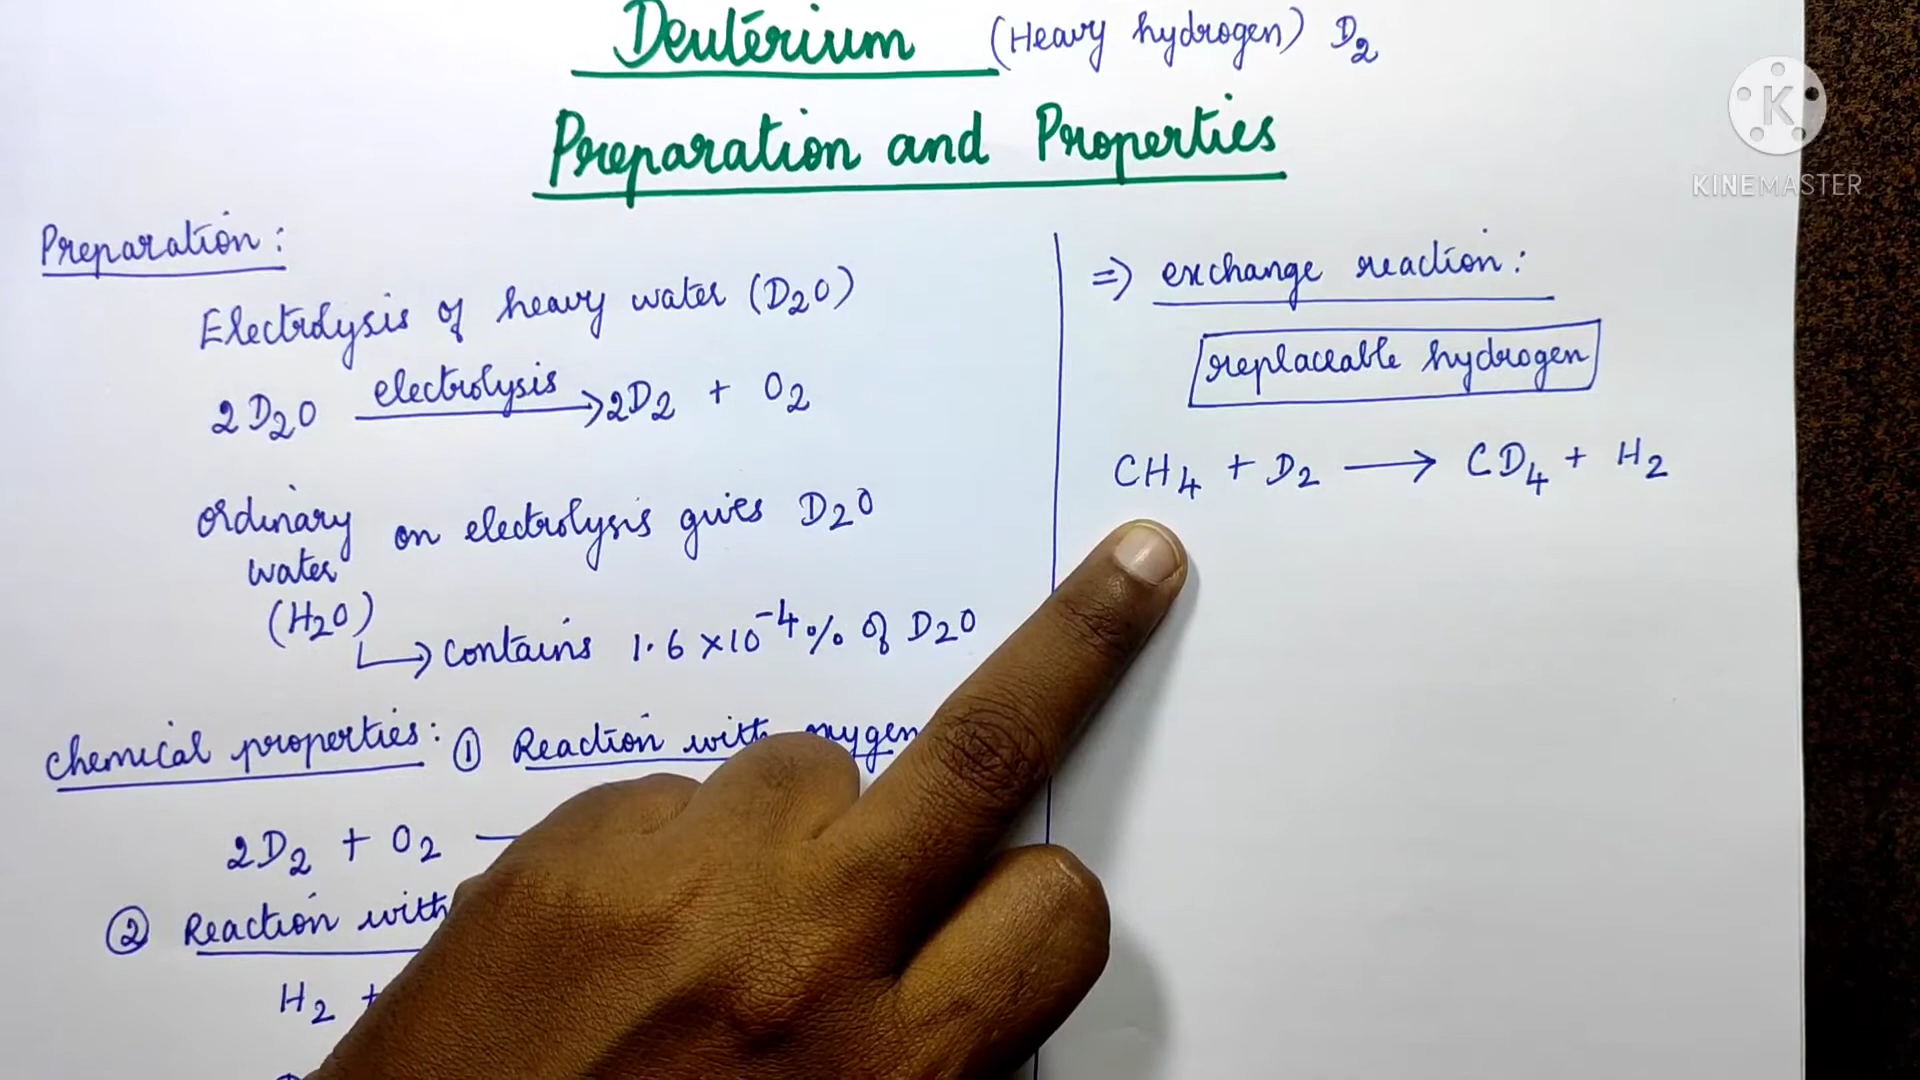 Deuterium (Heavy hydrogen) D2
Preparation and Properties
KINEMASTER
Preparation:
Electrolysis of heavy water (D2O)
2D2O electrolysis → 2D2 + O2
Ordinary on electrolysis gives D2O
water
(H2O)
↳ contains 1.6 × 10⁻⁴% of D2O
chemical properties: ① Reaction with oxygen
2D2 + O2 —
② Reaction with
H2 +
⇒ exchange reaction:
replaceable hydrogen
CH4 + D2 → CD4 + H2